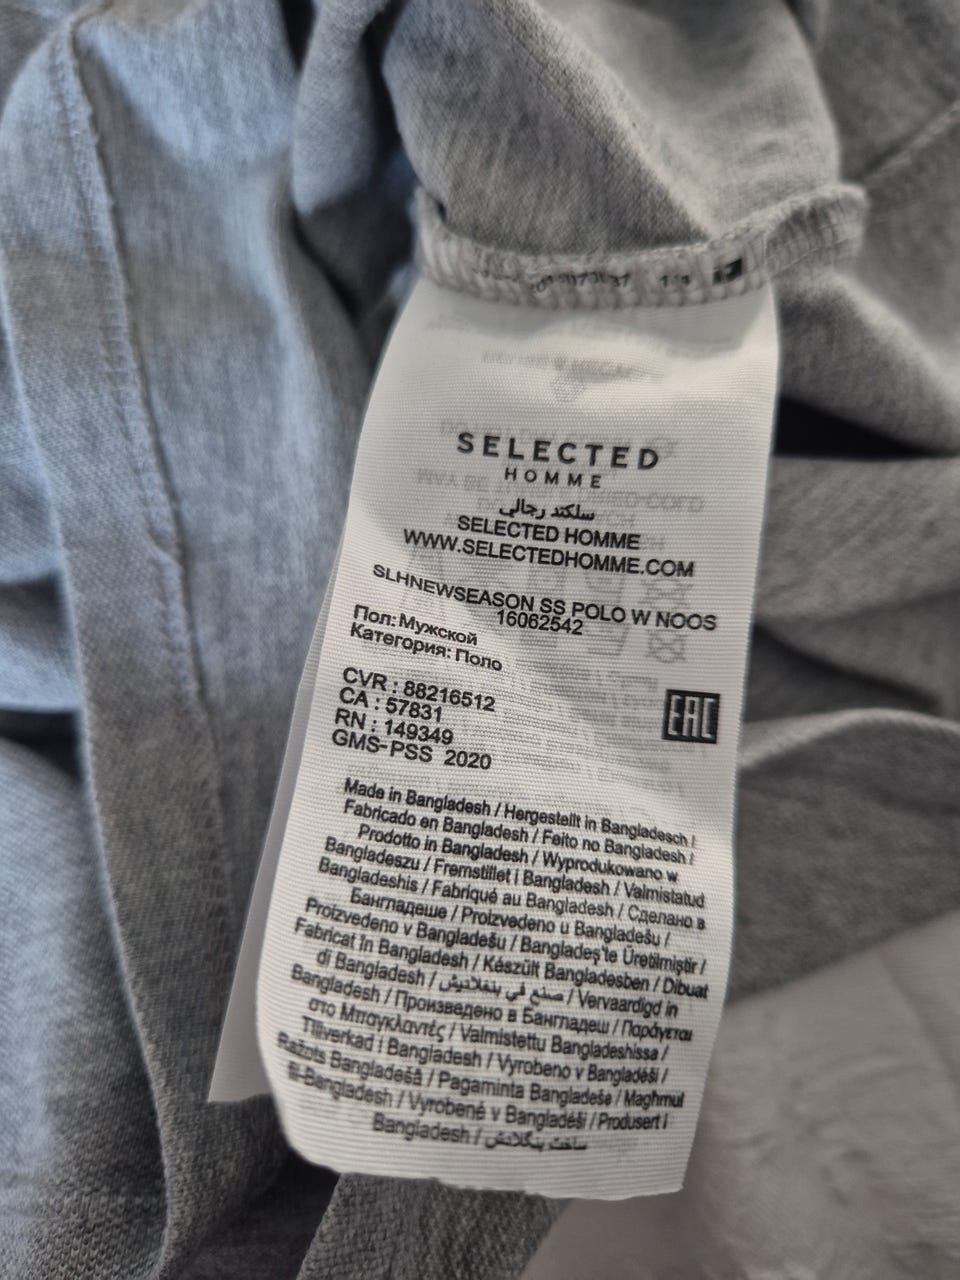 SELECTED
HOMME
سلكتد رجالي
SELECTED HOMME
WWW.SELECTEDHOMME.COM
SLHNEWSEASON SS POLO W NOOS
16062542
Пол: Мужской
Категория: Поло
CVR : 88216512
CA : 57831
RN : 149349
GMS-PSS 2020
EAC
Made in Bangladesh / Hergestellt in Bangladesch /
Fabricado en Bangladesh / Feito no Bangladesh /
Prodotto in Bangladesh / Wyprodukowano w
Bangladeszu / Fremstillet i Bangladesh / Valmistatud
Bangladeshis / Fabriqué au Bangladesh / Сделано в
Бангладеше / Proizvedeno u Bangladešu /
Proizvedeno v Bangladešu / Bangladeş'te Üretilmiştir /
Fabricat în Bangladesh / Készült Bangladesben / Dibuat
di Bangladesh / صنع في بنغلاديش / Vervaardigd in
Bangladesh / Произведено в Бангладеш / Παράγεται
στο Μπαγκλαντές / Valmistettu Bangladeshissa /
Tillverkad i Bangladesh / Vyrobeno v Bangladéši /
Ražots Bangladešā / Pagaminta Bangladeše / Maghmul
fil-Bangladesh / Vyrobené v Bangladéši / Produsert i
Bangladesh / ساخت بنگلادش